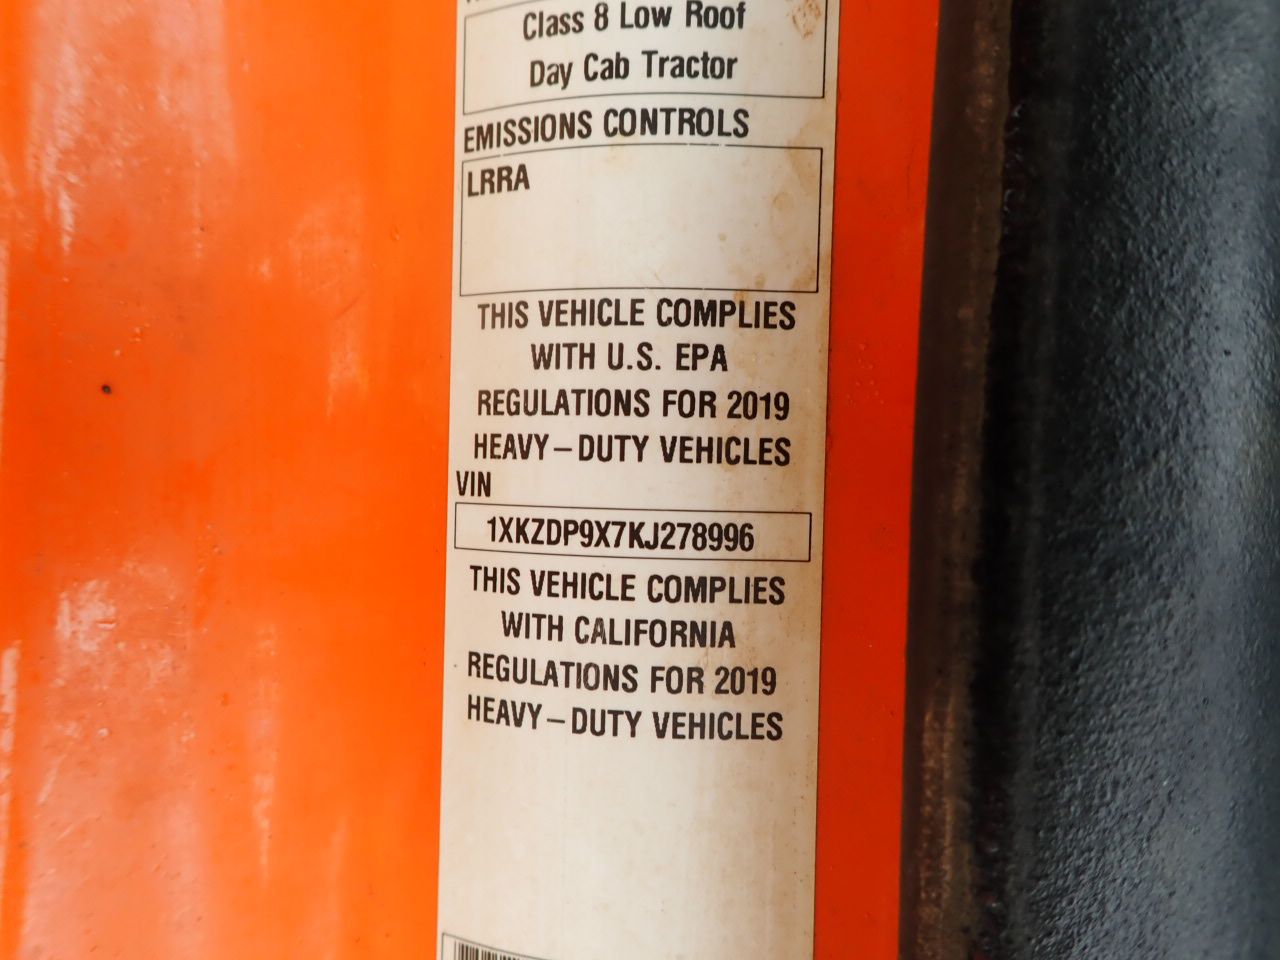 Class 8 Low Roof
Day Cab Tractor
EMISSIONS CONTROLS
LRRA
THIS VEHICLE COMPLIES
WITH U.S. EPA
REGULATIONS FOR 2019
HEAVY–DUTY VEHICLES
VIN
1XKZDP9X7KJ278996
THIS VEHICLE COMPLIES
WITH CALIFORNIA
REGULATIONS FOR 2019
HEAVY–DUTY VEHICLES